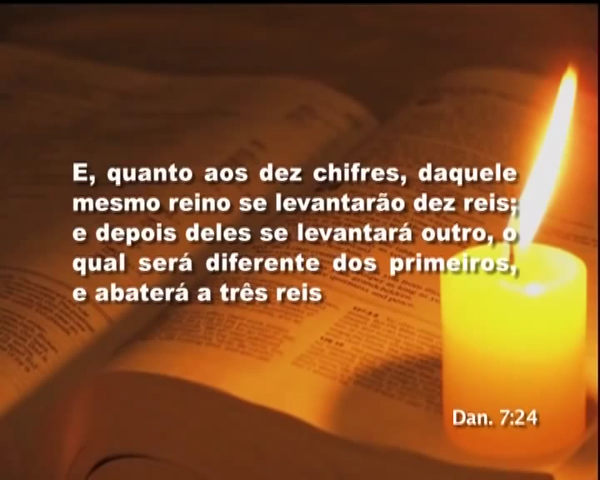 E, quanto aos dez chifres, daquele
mesmo reino se levantarão dez reis;
e depois deles se levantará outro, o
qual será diferente dos primeiros,
e abaterá a três reis
Dan. 7:24